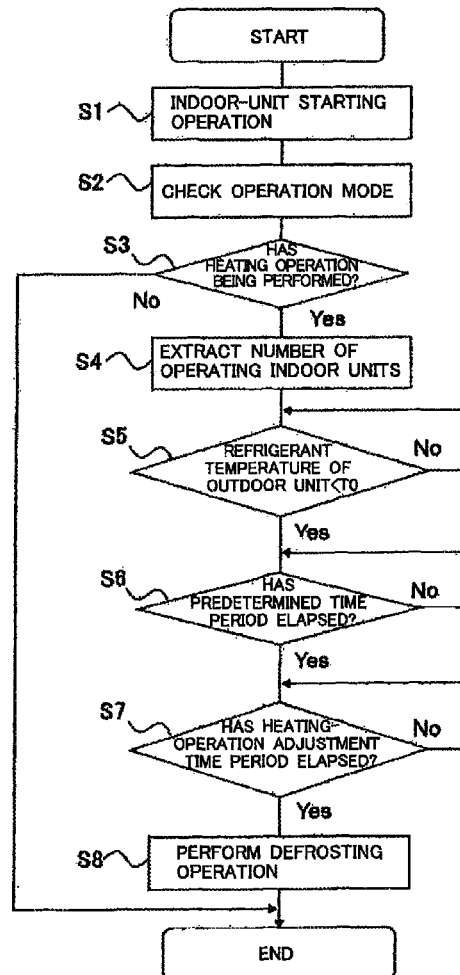 START
S1
INDOOR-UNIT STARTING
OPERATION
S2
CHECK OPERATION MODE
S3
HAS
HEATING OPERATION
BEING PERFORMED?
No
Yes
S4
EXTRACT NUMBER OF
OPERATING INDOOR UNITS
S5
REFRIGERANT
TEMPERATURE OF
OUTDOOR UNIT<T0
No
Yes
S6
HAS
PREDETERMINED TIME
PERIOD ELAPSED?
No
Yes
S7
HAS HEATING-
OPERATION ADJUSTMENT
TIME PERIOD ELAPSED?
No
Yes
S8
PERFORM DEFROSTING
OPERATION
END